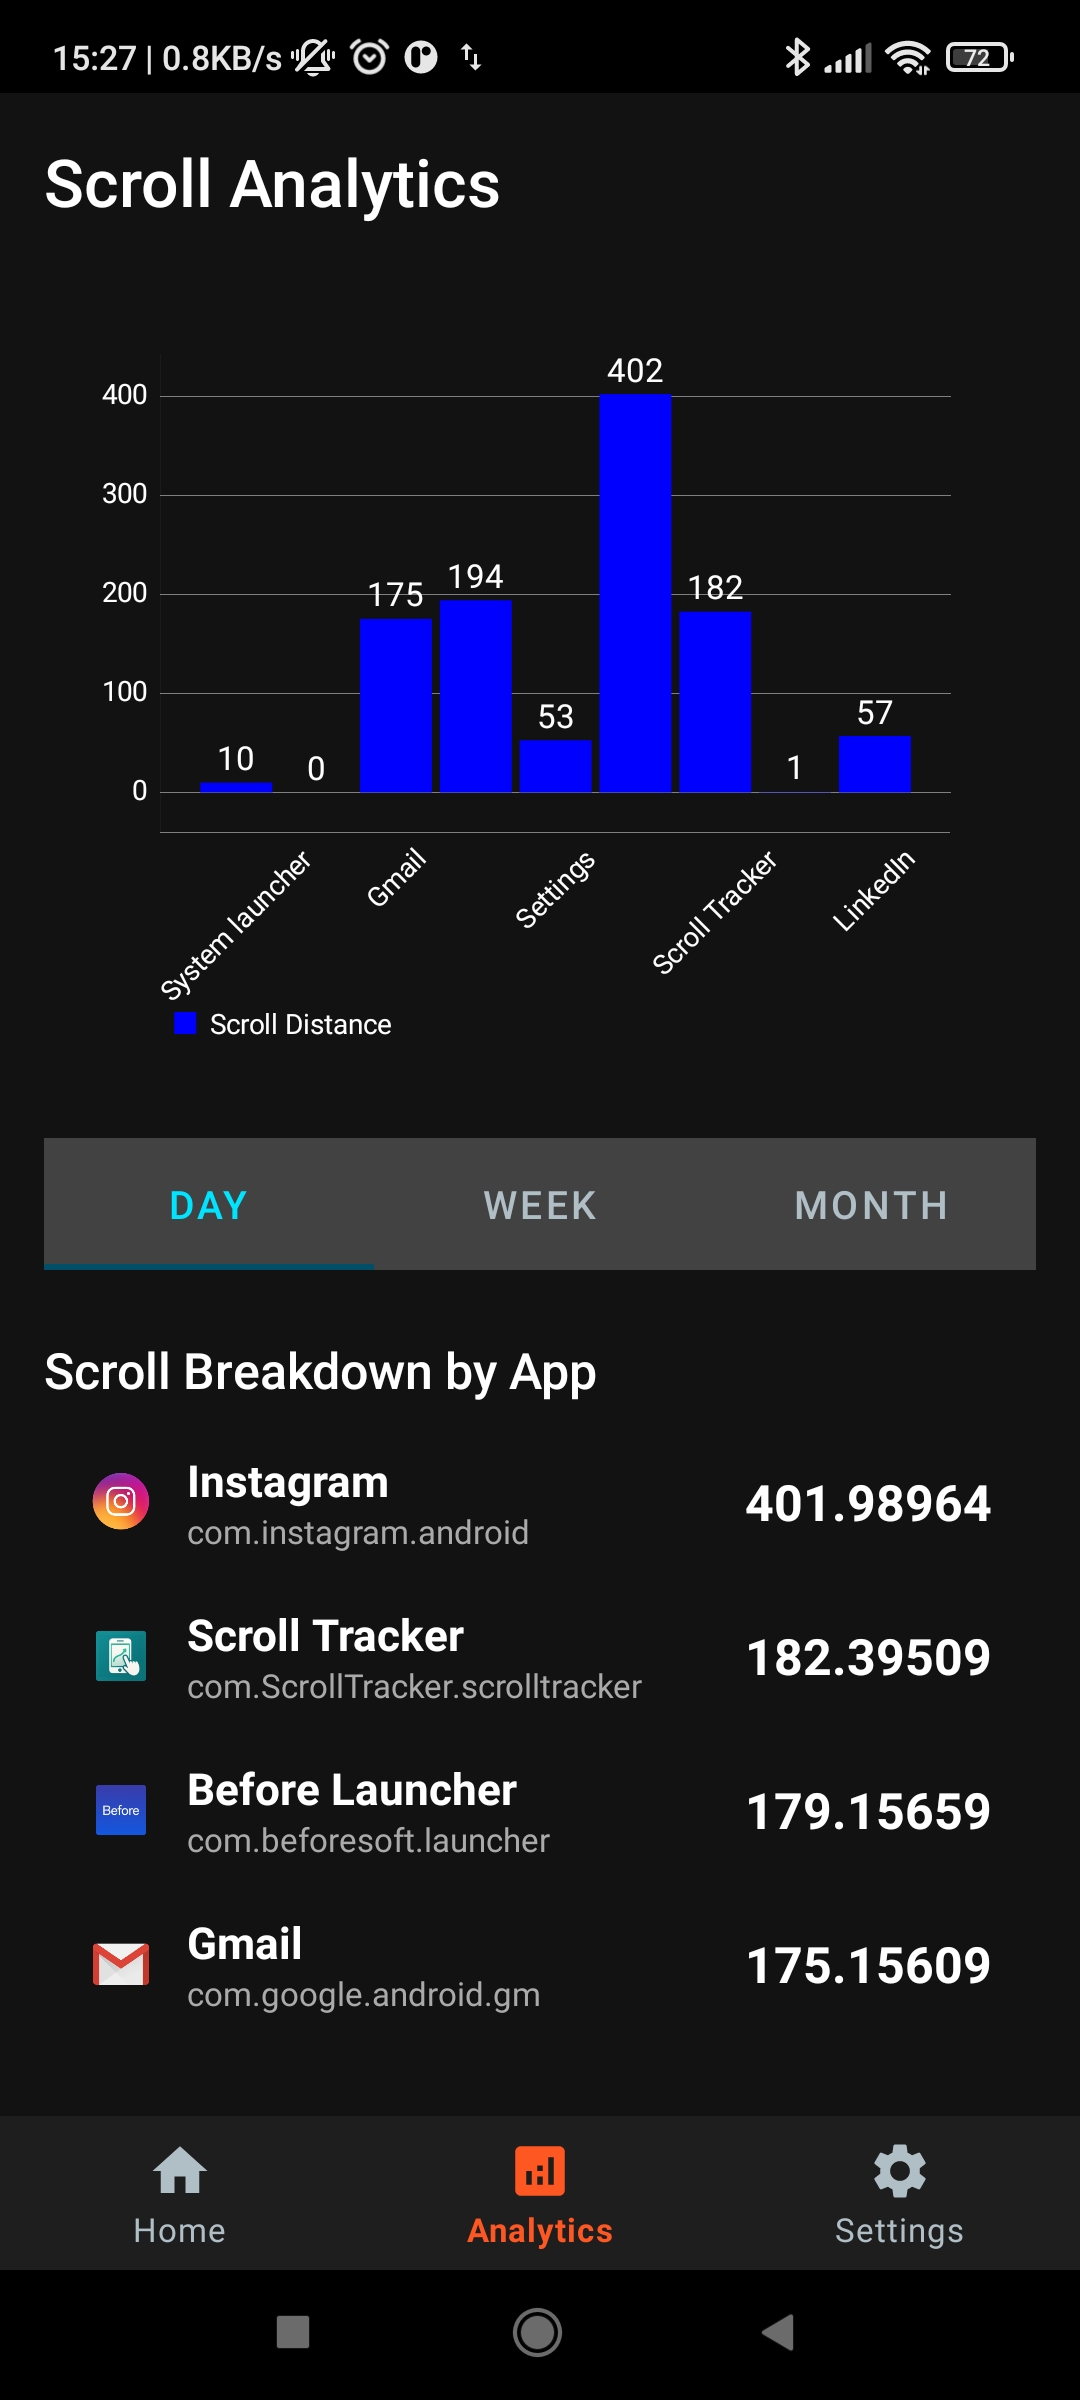 15:27 | 0.8KB/s
72
Scroll Analytics
402
400
300
194
200
175
182
100
53
57
10
0
1
0
System launcher
Gmail
Settings
Scroll Tracker
LinkedIn
Scroll Distance
DAY WEEK MONTH
Scroll Breakdown by App
Instagram
com.instagram.android
401.98964
Scroll Tracker
com.ScrollTracker.scrolltracker
182.39509
Before
Before Launcher
com.beforesoft.launcher
179.15659
Gmail
com.google.android.gm
175.15609
Home Analytics Settings